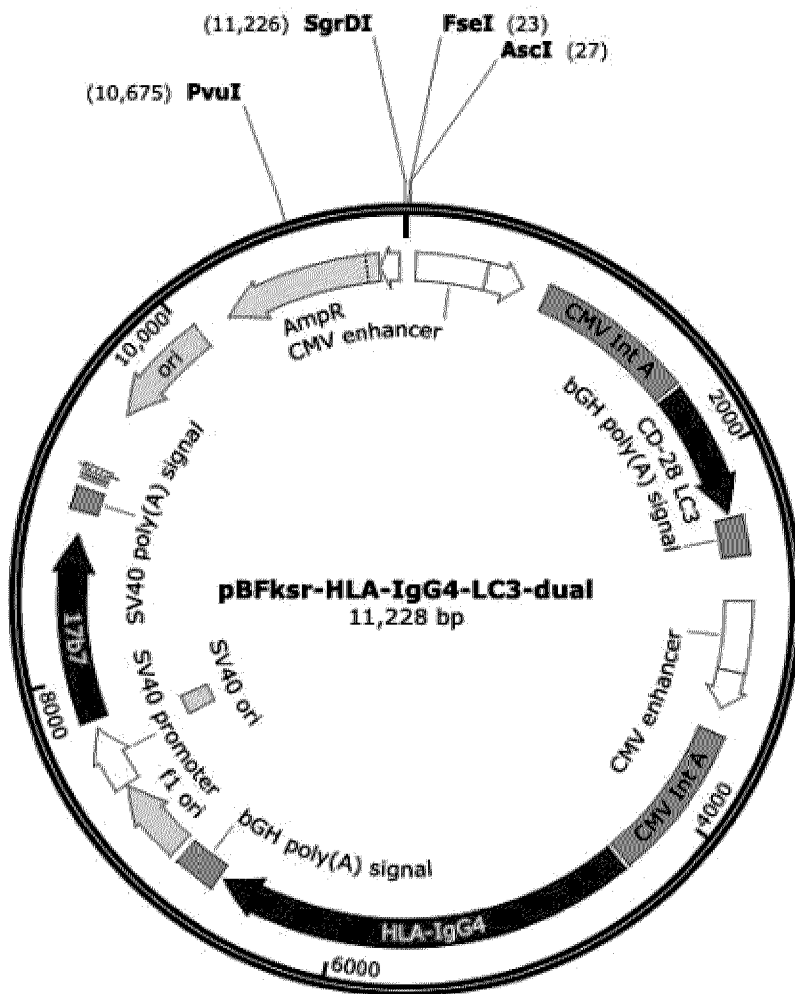 (11,226) SgrDI
FseI (23)
AscI (27)
(10,675) PvuI
AmpR
CMV enhancer
CMV Int A
2000
CD-28 LC3
bGH poly(A) signal
10,000
ori
SV40 poly(A) signal
pBFksr-HLA-IgG4-LC3-dual
11,228 bp
17b7
SV40 ori
CMV enhancer
8000
SV40 promoter
f1 ori
CMV Int A
4000
bGH poly(A) signal
HLA-IgG4
6000